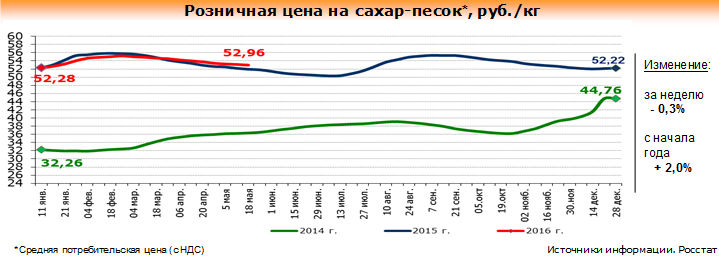 Розничная цена на сахар-песок*, руб./кг
60
58
56
54
52
50
48
46
44
42
40
38
36
34
32
30
28
26
24
52,28
52,96
52,22
44,76
32,26
11 янв.
21 янв.
04 фев.
18 фев.
04 мар.
18 мар.
06 апр.
20 апр.
5 мая
18 мая
1 июн.
15 июн.
29 июн.
13 июл.
27 июл.
10 авг.
24 авг.
7 сен.
21 сен.
05.окт
19.окт
02 нояб.
16 нояб.
30.ноя
14 дек.
28 дек.
2014 г.
2015 г.
2016 г.
Изменение:
за неделю
- 0,3%
с начала
года
+ 2,0%
*Средняя потребительская цена (с НДС)
Источники информации. Росстат